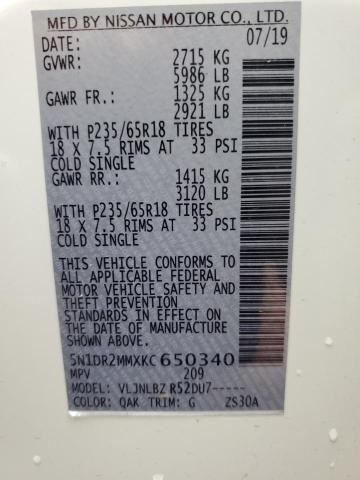 MFD BY NISSAN MOTOR CO., LTD.
DATE: 07/19
GVWR: 2715 KG
5986 LB
GAWR FR.: 1325 KG
2921 LB
WITH P235/65R18 TIRES
18 X 7.5 RIMS AT 33 PSI
COLD SINGLE
GAWR RR.: 1415 KG
3120 LB
WITH P235/65R18 TIRES
18 X 7.5 RIMS AT 33 PSI
COLD SINGLE
THIS VEHICLE CONFORMS TO
ALL APPLICABLE FEDERAL
MOTOR VEHICLE SAFETY AND
THEFT PREVENTION
STANDARDS IN EFFECT ON
THE DATE OF MANUFACTURE
SHOWN ABOVE.
5N1DR2MMXKC650340
MPV 209
MODEL: VLJNLBZ R52DU7-----
COLOR: QAK TRIM: G ZS30A